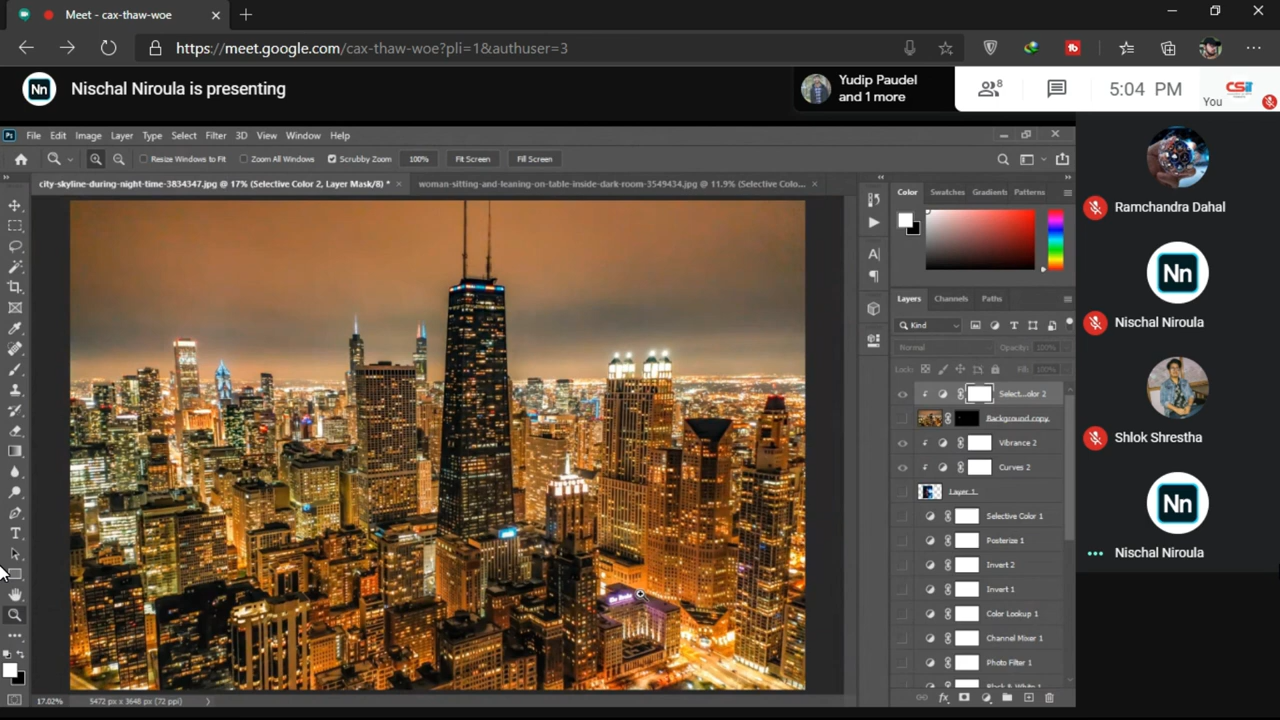 Meet - cax-thaw-woe
https://meet.google.com/cax-thaw-woe?pli=1&authuser=3
Nn
Nischal Niroula is presenting
Yudip Paudel
and 1 more
8
5:04 PM
CSiT
You
Ps
File Edit Image Layer Type Select Filter 3D View Window Help
Resize Windows to Fit
Zoom All Windows
Scrubby Zoom
100%
Fit Screen
Fill Screen
city-skyline-during-night-time-3834347.jpg @ 17% (Selective Color 2, Layer Mask/8) *
woman-sitting-and-leaning-on-table-inside-dark-room-3549434.jpg @ 11.9% (Selective Colo...
Color Swatches Gradients Patterns
Layers Channels Paths
Kind
Normal
Opacity: 100%
Lock:
Fill: 100%
Select...olor 2
Background copy
Vibrance 2
Curves 2
Layer 1
Selective Color 1
Posterize 1
Invert 2
Invert 1
Color Lookup 1
Channel Mixer 1
Photo Filter 1
Black & White 1
17.02%
5472 px x 3648 px (72 ppi)
Ramchandra Dahal
Nn
Nischal Niroula
Shlok Shrestha
Nn
Nischal Niroula